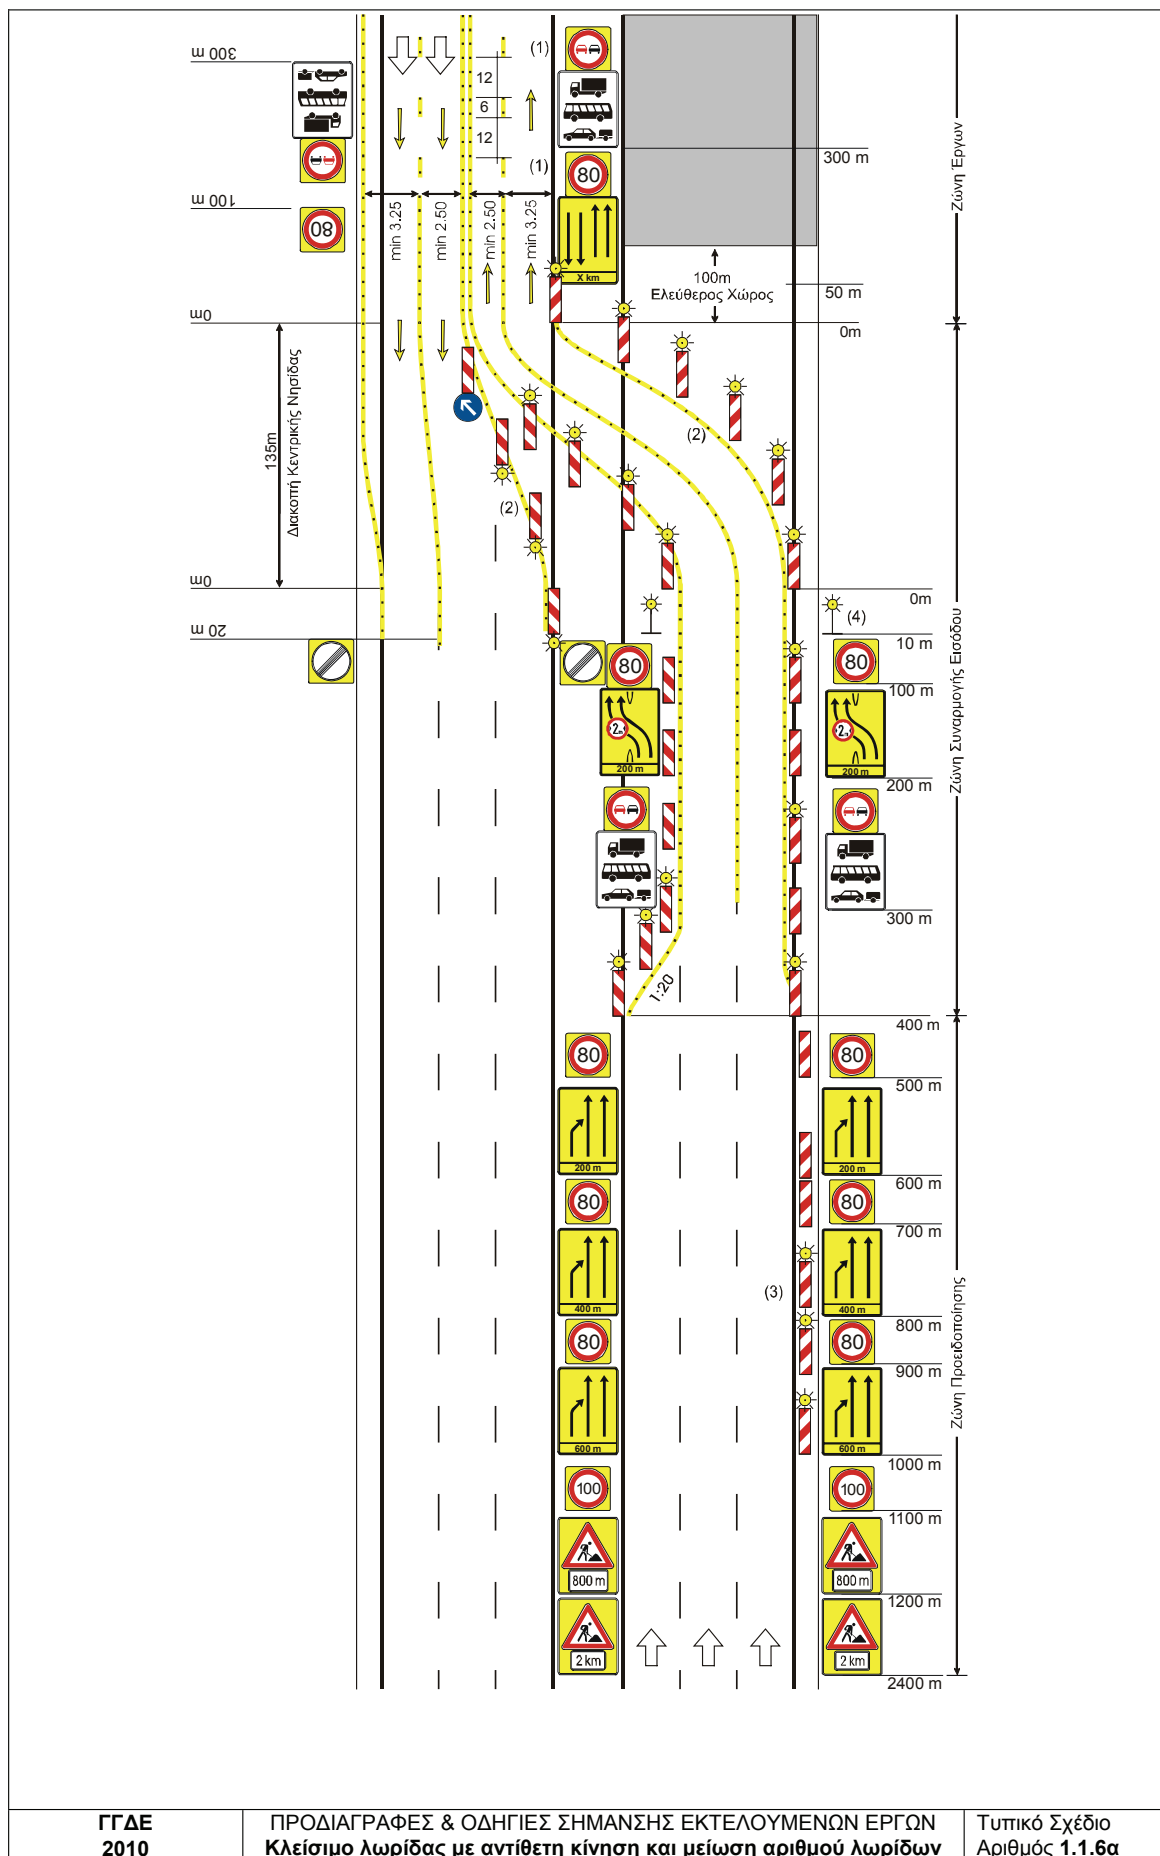 300 m
12
6
12
(1)
(1)
80
300 m
100 m
80
min 3.25
min 2.50
min 2.50
min 3.25
X km
100m
Ελεύθερος Χώρος
50 m
0m
0m
Ζώνη Έργων
135m
Διακοπή Κεντρικής Νησίδας
(2)
(2)
0m
0m
20 m
(4)
10 m
80
80
100 m
2m
200 m
2m
200 m
200 m
300 m
Ζώνη Συναρμογής Εισόδου
1:20
400 m
80
80
500 m
200 m
200 m
600 m
80
80
700 m
(3)
400 m
400 m
800 m
80
80
900 m
600 m
600 m
1000 m
100
100
1100 m
800 m
800 m
1200 m
2 km
2 km
2400 m
Ζώνη Προειδοποίησης
ΓΓΔΕ
2010
ΠΡΟΔΙΑΓΡΑΦΕΣ & ΟΔΗΓΙΕΣ ΣΗΜΑΝΣΗΣ ΕΚΤΕΛΟΥΜΕΝΩΝ ΕΡΓΩΝ
Κλείσιμο λωρίδας με αντίθετη κίνηση και μείωση αριθμού λωρίδων
Τυπικό Σχέδιο
Αριθμός 1.1.6α